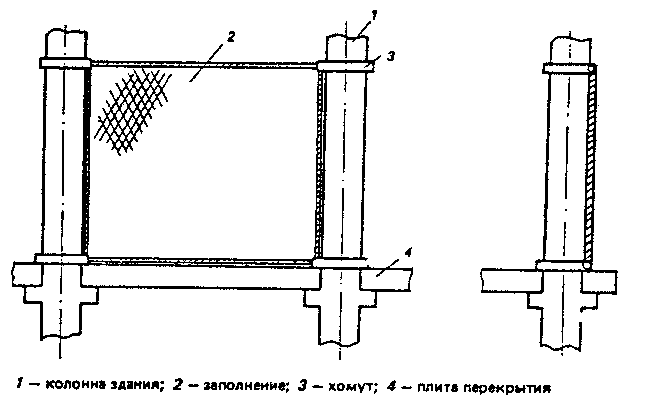 1
2
3
4
1 — колонна здания; 2 — заполнение; 3 — хомут; 4 — плита перекрытия